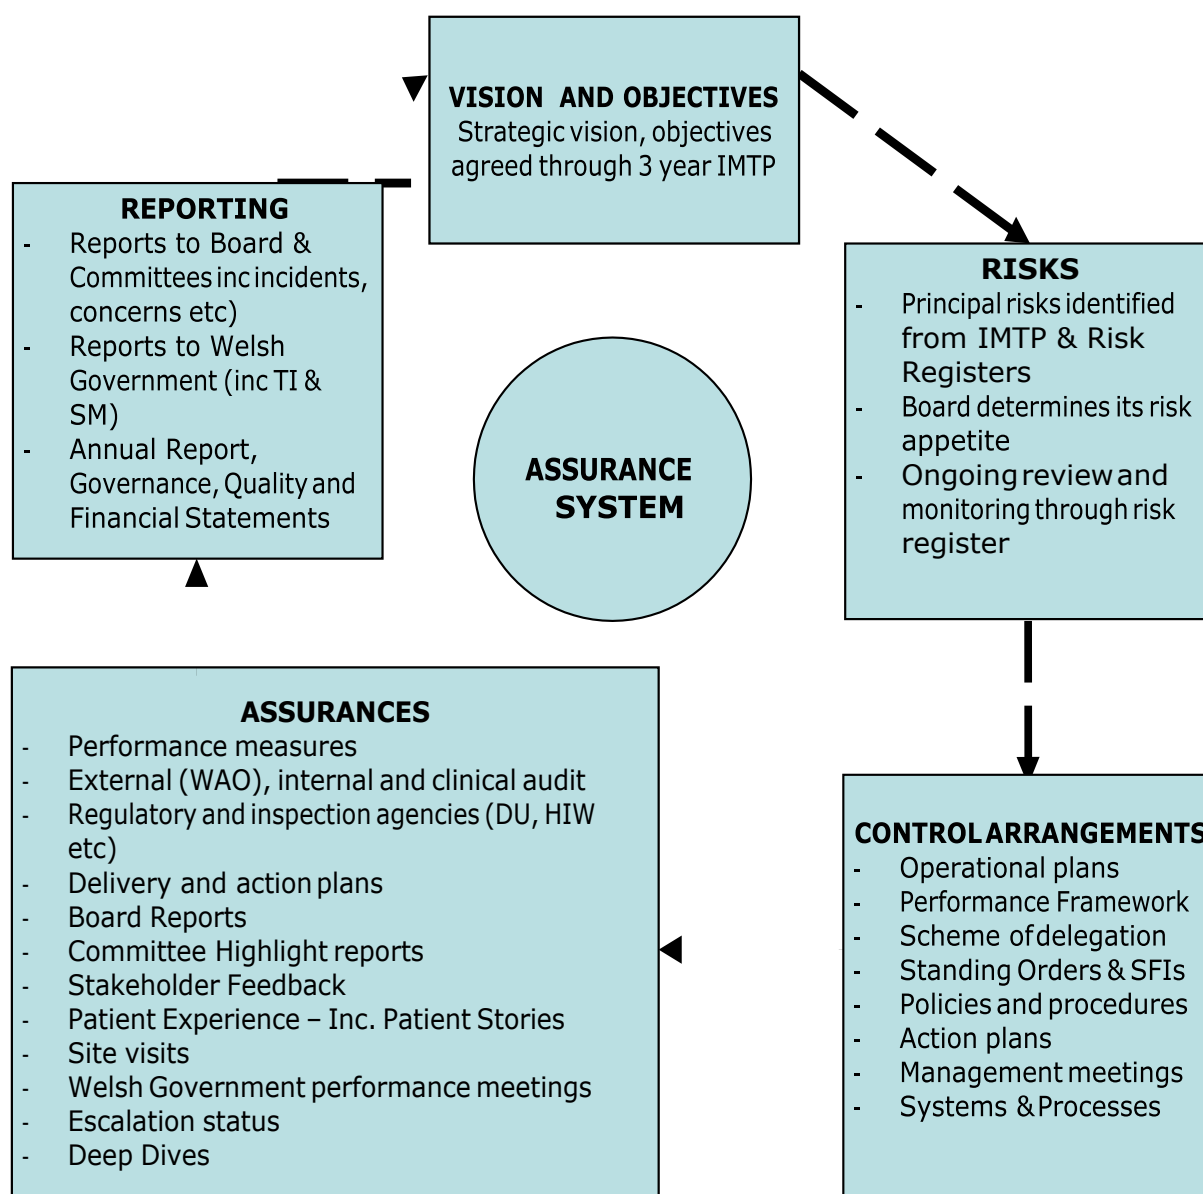 VISION AND OBJECTIVES
Strategic vision, objectives
agreed through 3 year IMTP
REPORTING
- Reports to Board &
Committees inc incidents,
concerns etc)
- Reports to Welsh
Government (inc TI &
SM)
- Annual Report,
Governance, Quality and
Financial Statements
RISKS
- Principal risks identified
from IMTP & Risk
Registers
- Board determines its risk
appetite
- Ongoing review and
monitoring through risk
register
ASSURANCE
SYSTEM
ASSURANCES
- Performance measures
- External (WAO), internal and clinical audit
- Regulatory and inspection agencies (DU, HIW
etc)
- Delivery and action plans
- Board Reports
- Committee Highlight reports
- Stakeholder Feedback
- Patient Experience – Inc. Patient Stories
- Site visits
- Welsh Government performance meetings
- Escalation status
- Deep Dives
CONTROL ARRANGEMENTS
- Operational plans
- Performance Framework
- Scheme of delegation
- Standing Orders & SFIs
- Policies and procedures
- Action plans
- Management meetings
- Systems & Processes